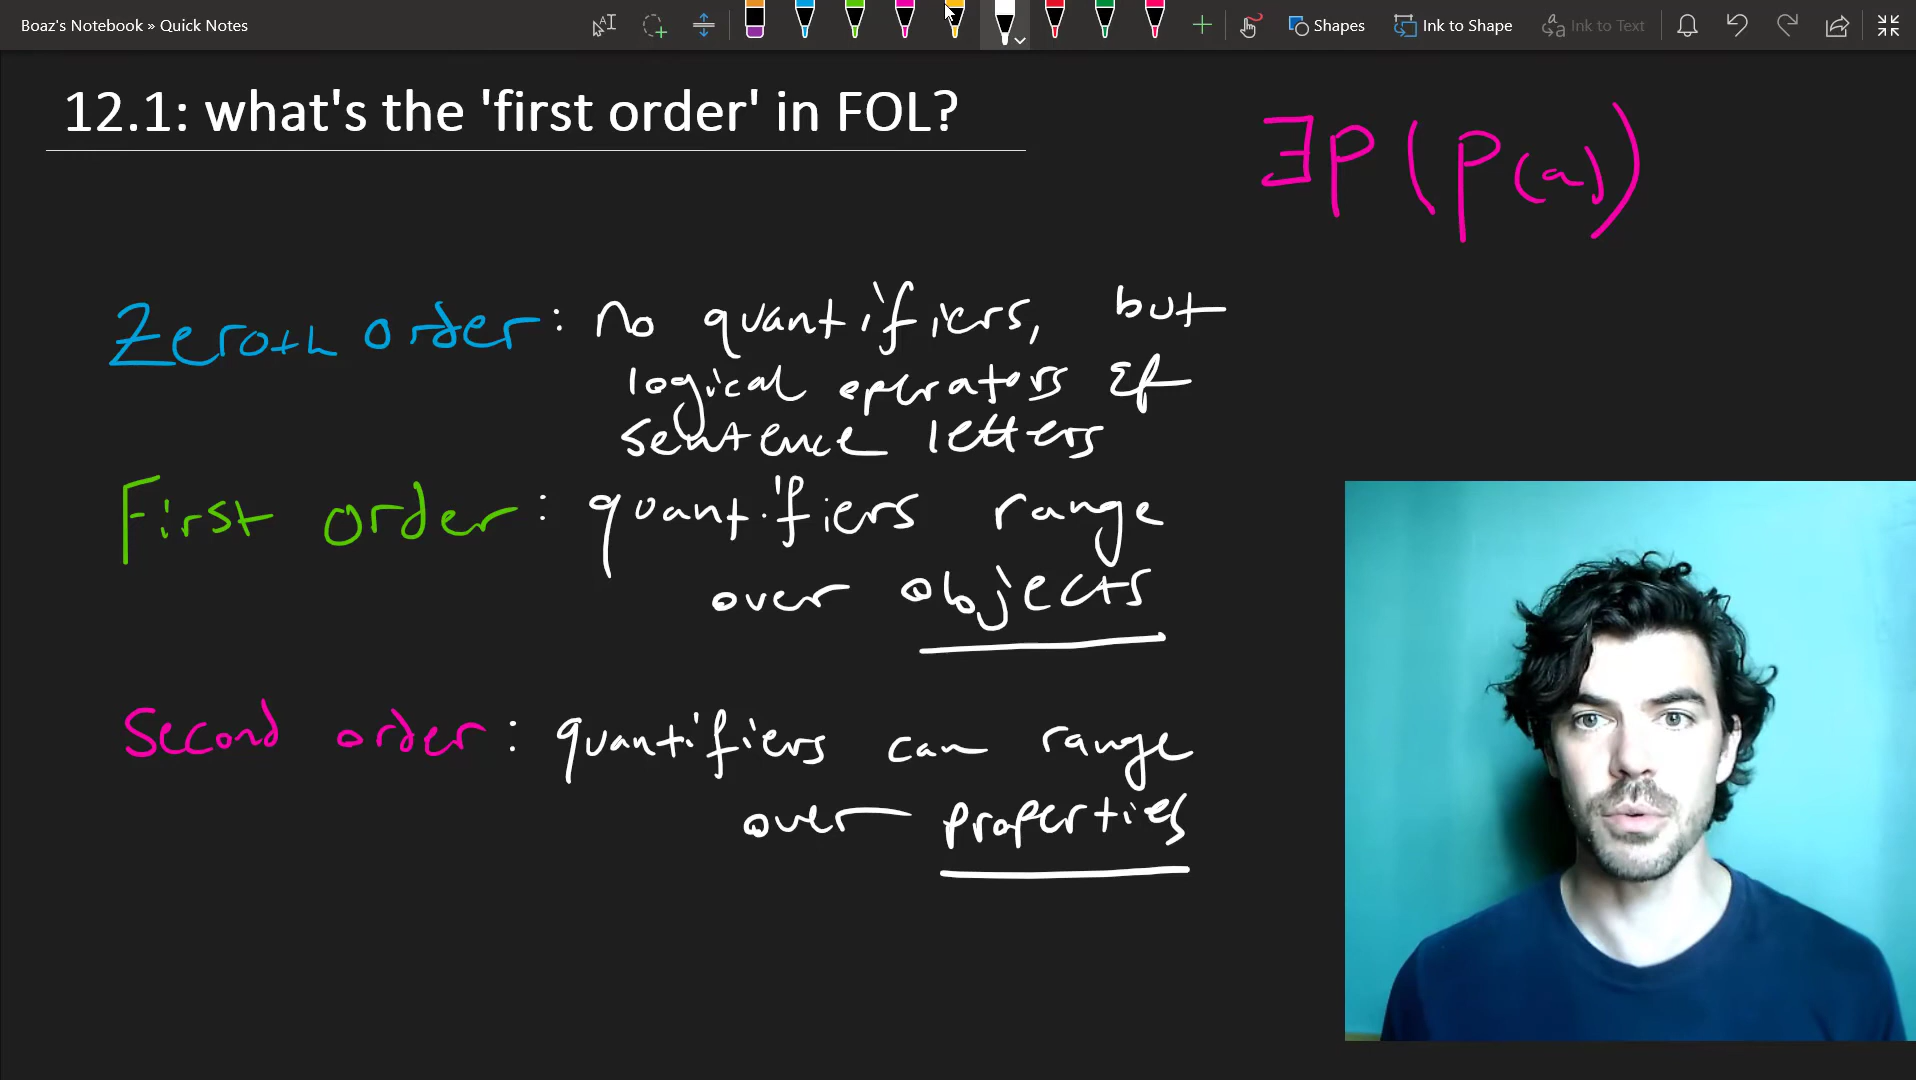 Boaz's Notebook » Quick Notes
Shapes
Ink to Shape
Ink to Text
12.1: what's the 'first order' in FOL?
∃P(P(a))
Zeroth order: no quantifiers, but
logical operators &
sentence letters
First order: quantifiers range
over objects
Second order: quantifiers can range
over properties